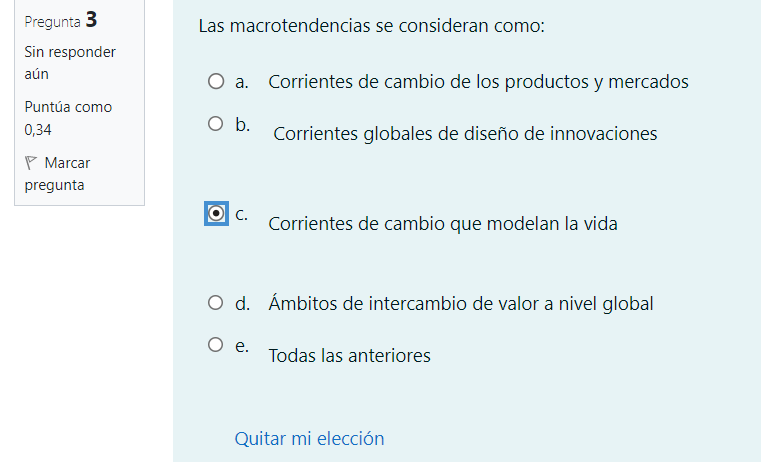 Pregunta 3
Sin responder
aún
Puntúa como
0,34
Marcar
pregunta
Las macrotendencias se consideran como:
a. Corrientes de cambio de los productos y mercados
b. Corrientes globales de diseño de innovaciones
c. Corrientes de cambio que modelan la vida
d. Ámbitos de intercambio de valor a nivel global
e. Todas las anteriores
Quitar mi elección